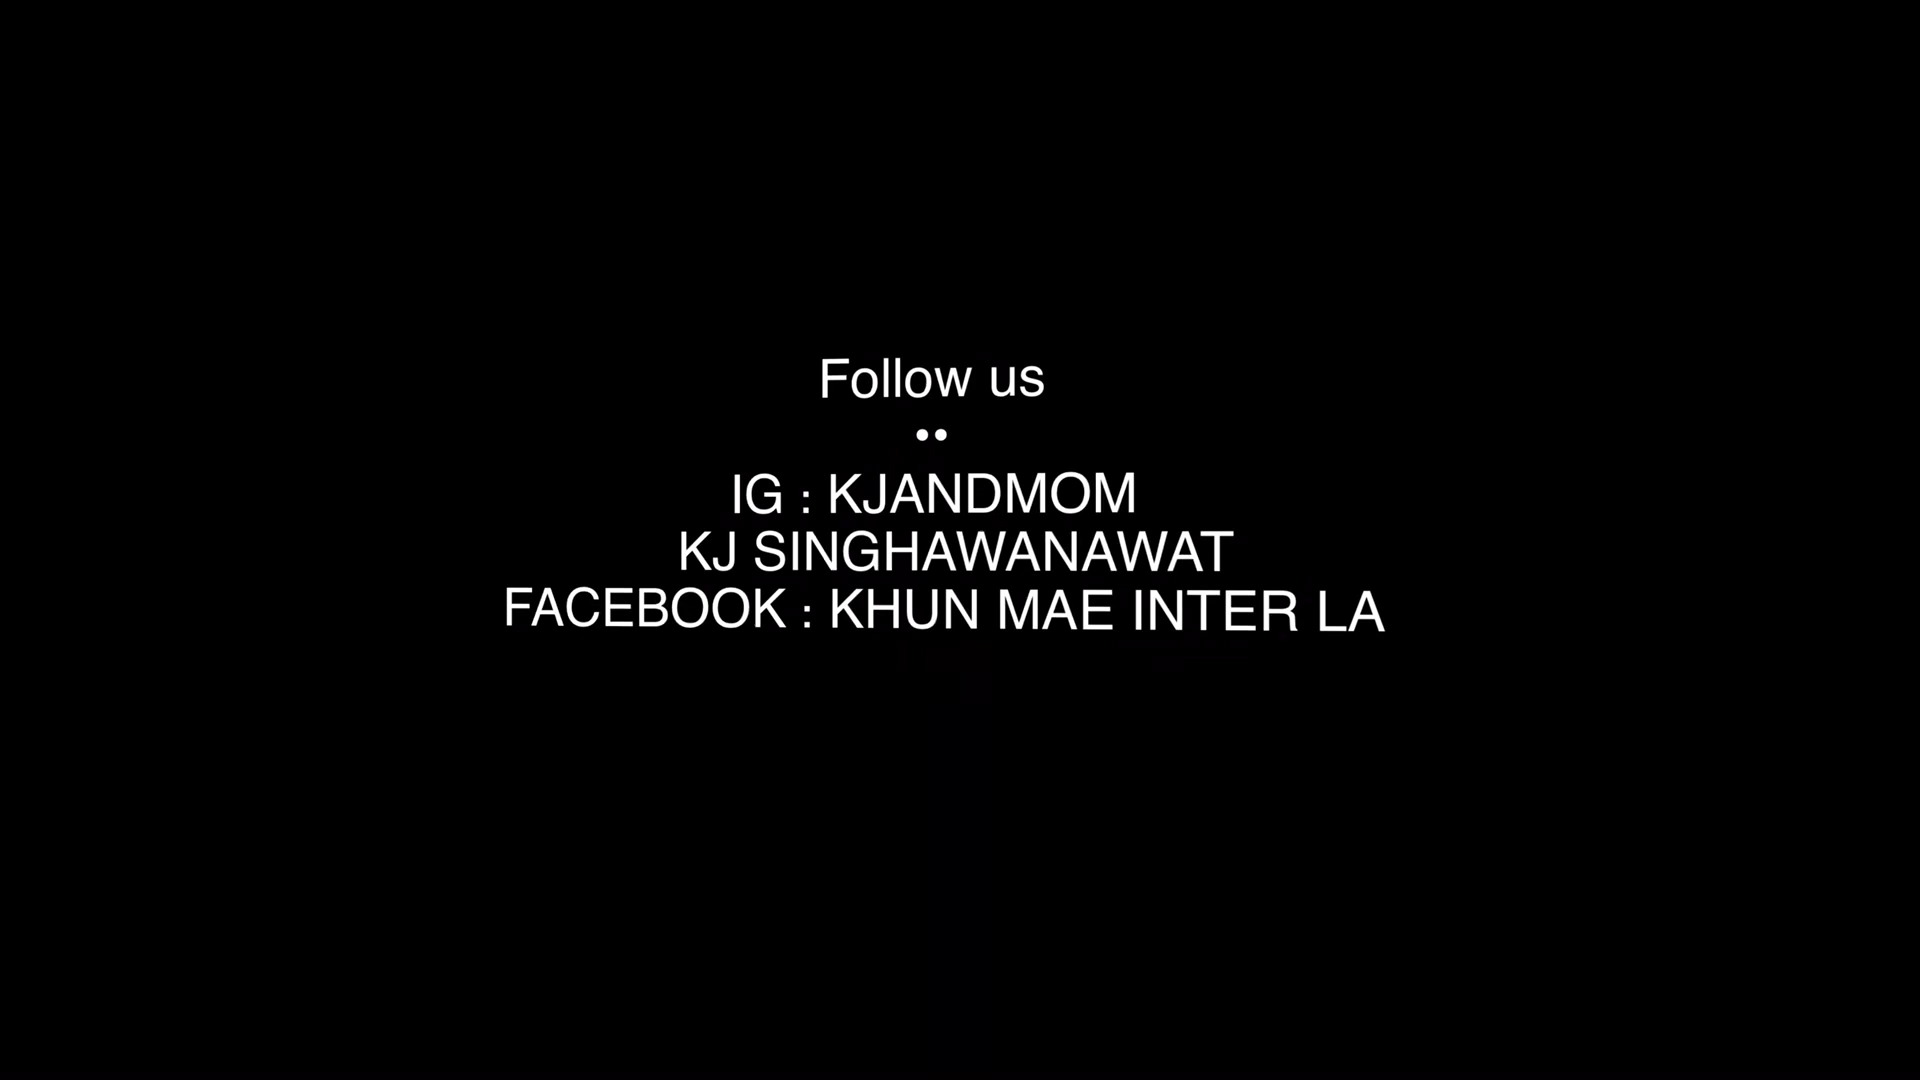 Follow us
••
IG : KJANDMOM
KJ SINGHAWANAWAT
FACEBOOK : KHUN MAE INTER LA